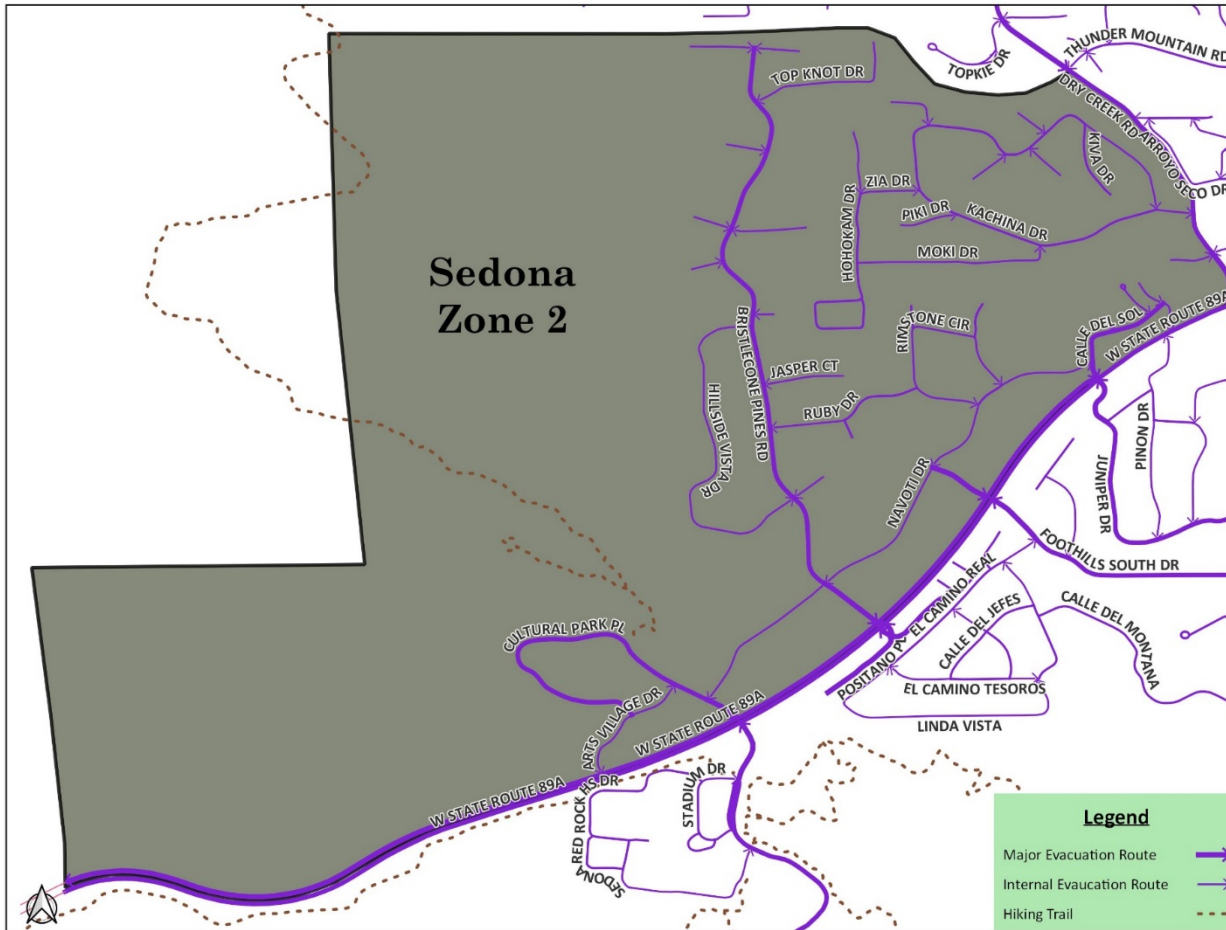 THUNDER MOUNTAIN RD
TOPKIE DR
TOP KNOT DR
DRY CREEK RD
ARROYO SECO DR
KIVA DR
ZIA DR
HOHOKAM DR
PIKI DR
KACHINA DR
MOKI DR
Sedona
Zone 2
BRISTLECONE PINES RD
RIMSTONE CIR
CALLE DEL SOL
W STATE ROUTE 89A
JASPER CT
HILLSIDE VISTA DR
RUBY DR
PINON DR
JUNIPER DR
NAVOTI DR
FOOTHILLS SOUTH DR
EL CAMINO REAL
CALLE DEL JEFES
CALLE DEL MONTANA
POSITANO PL
CULTURAL PARK PL
EL CAMINO TESOROS
LINDA VISTA
ARTS VILLAGE DR
W STATE ROUTE 89A
W STATE ROUTE 89A
STADIUM DR
SEDONA RED ROCK HS DR
Legend
Major Evacuation Route
Internal Evaucation Route
Hiking Trail